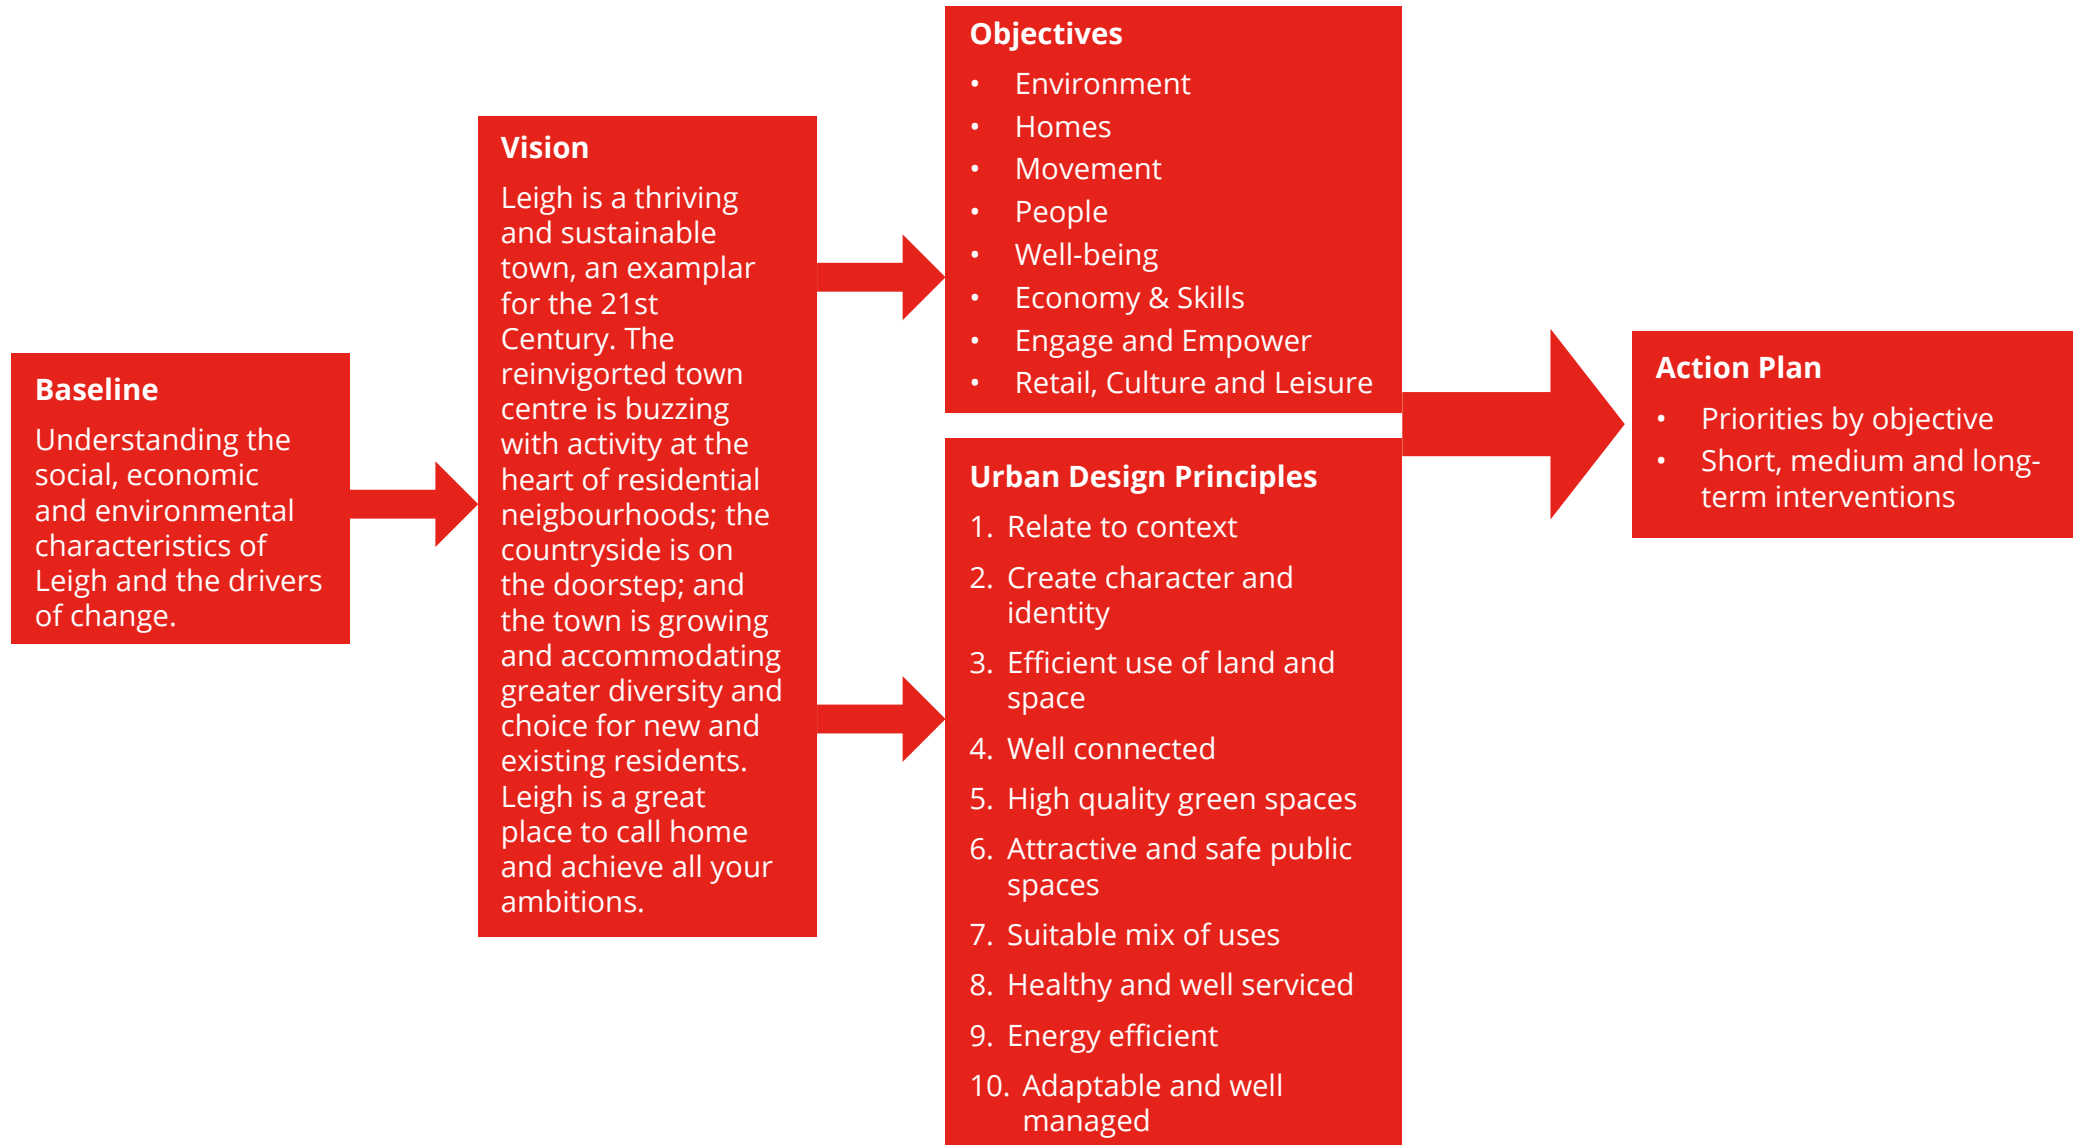 Baseline
Understanding the
social, economic
and environmental
characteristics of
Leigh and the drivers
of change.
Vision
Leigh is a thriving
and sustainable
town, an examplar
for the 21st
Century. The
reinvigorted town
centre is buzzing
with activity at the
heart of residential
neigbourhoods; the
countryside is on
the doorstep; and
the town is growing
and accommodating
greater diversity and
choice for new and
existing residents.
Leigh is a great
place to call home
and achieve all your
ambitions.
Objectives
• Environment
• Homes
• Movement
• People
• Well-being
• Economy & Skills
• Engage and Empower
• Retail, Culture and Leisure
Urban Design Principles
1. Relate to context
2. Create character and
identity
3. Efficient use of land and
space
4. Well connected
5. High quality green spaces
6. Attractive and safe public
spaces
7. Suitable mix of uses
8. Healthy and well serviced
9. Energy efficient
10. Adaptable and well
managed
Action Plan
• Priorities by objective
• Short, medium and long-
term interventions